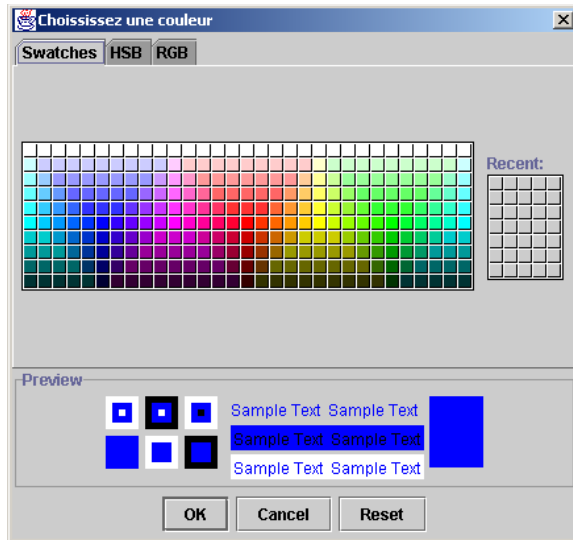 Choississez une couleur
Swatches HSB RGB
Recent:
Preview
Sample Text Sample Text
Sample Text Sample Text
Sample Text Sample Text
OK Cancel Reset